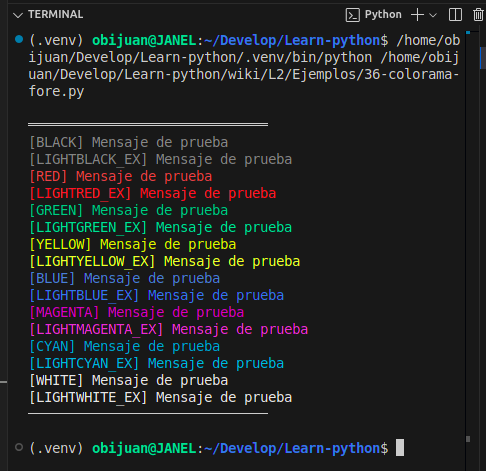 TERMINAL
Python
(.venv) obijuan@JANEL:~/Develop/Learn-python$ /home/ob
ijuan/Develop/Learn-python/.venv/bin/python /home/obij
uan/Develop/Learn-python/wiki/L2/Ejemplos/36-colorama-
fore.py
[BLACK] Mensaje de prueba
[LIGHTBLACK_EX] Mensaje de prueba
[RED] Mensaje de prueba
[LIGHTRED_EX] Mensaje de prueba
[GREEN] Mensaje de prueba
[LIGHTGREEN_EX] Mensaje de prueba
[YELLOW] Mensaje de prueba
[LIGHTYELLOW_EX] Mensaje de prueba
[BLUE] Mensaje de prueba
[LIGHTBLUE_EX] Mensaje de prueba
[MAGENTA] Mensaje de prueba
[LIGHTMAGENTA_EX] Mensaje de prueba
[CYAN] Mensaje de prueba
[LIGHTCYAN_EX] Mensaje de prueba
[WHITE] Mensaje de prueba
[LIGHTWHITE_EX] Mensaje de prueba
(.venv) obijuan@JANEL:~/Develop/Learn-python$